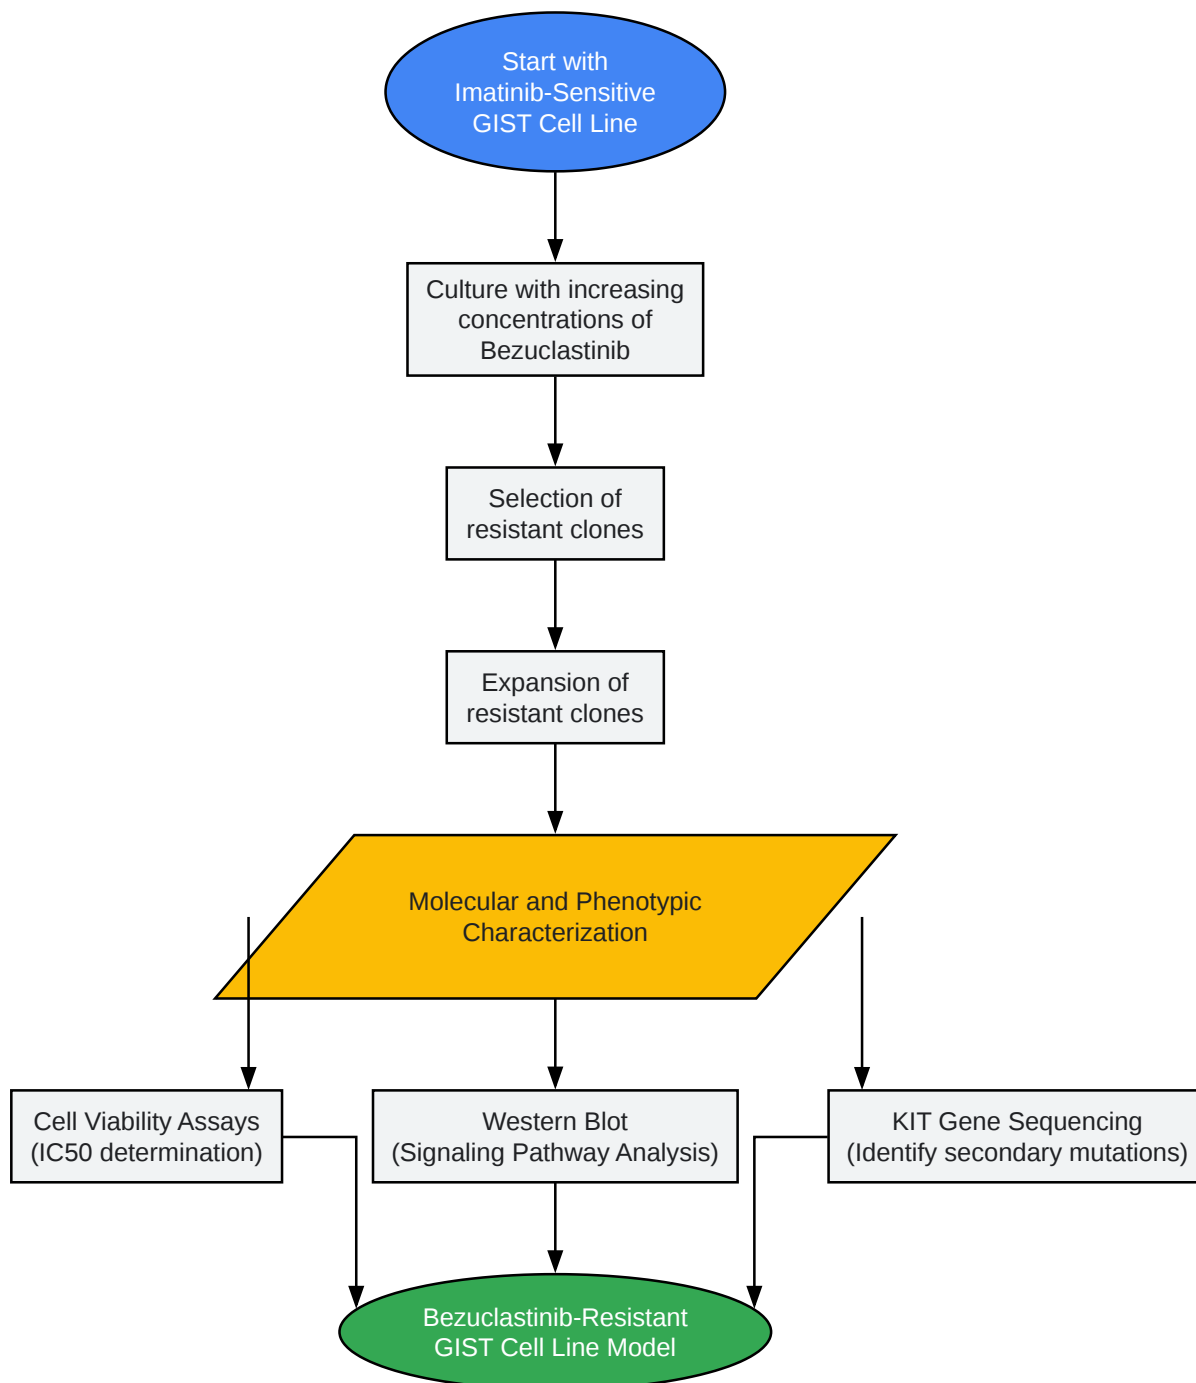 Start with
Imatinib-Sensitive
GIST Cell Line
Culture with increasing
concentrations of
Bezuclastinib
Selection of
resistant clones
Expansion of
resistant clones
Molecular and Phenotypic
Characterization
Cell Viability Assays
(IC50 determination)
Western Blot
(Signaling Pathway Analysis)
KIT Gene Sequencing
(Identify secondary mutations)
Bezuclastinib-Resistant
GIST Cell Line Model